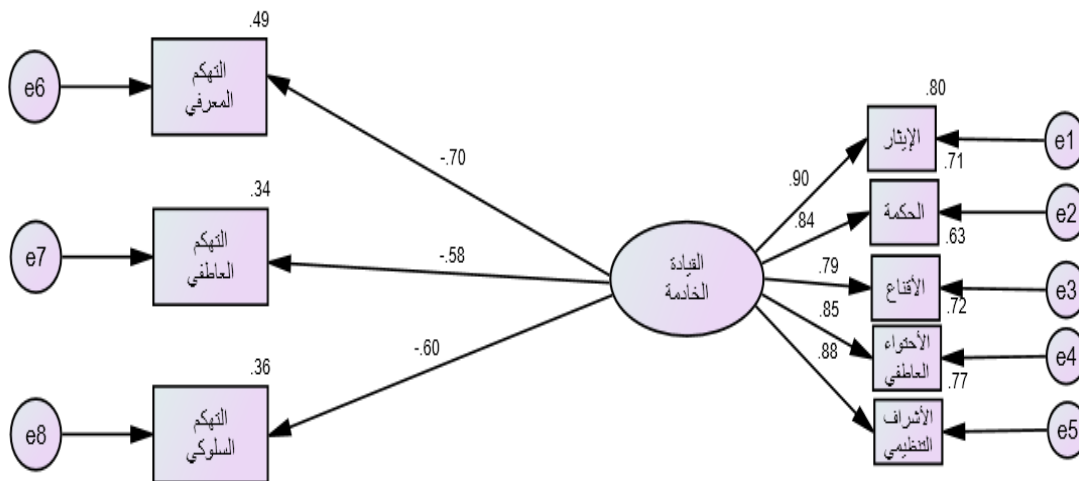 .49
التهكم
المعرفي
e6
-.70
.34
التهكم
العاطفي
e7
-.58
.36
التهكم
السلوكي
e8
-.60
القيادة
الخادمة
.80
الإيثار
e1
.90
.71
الحكمة
e2
.84
.63
الأقناع
e3
.79
.72
الأحتواء
العاطفي
e4
.85
.77
الأشراف
التنظيمي
e5
.88